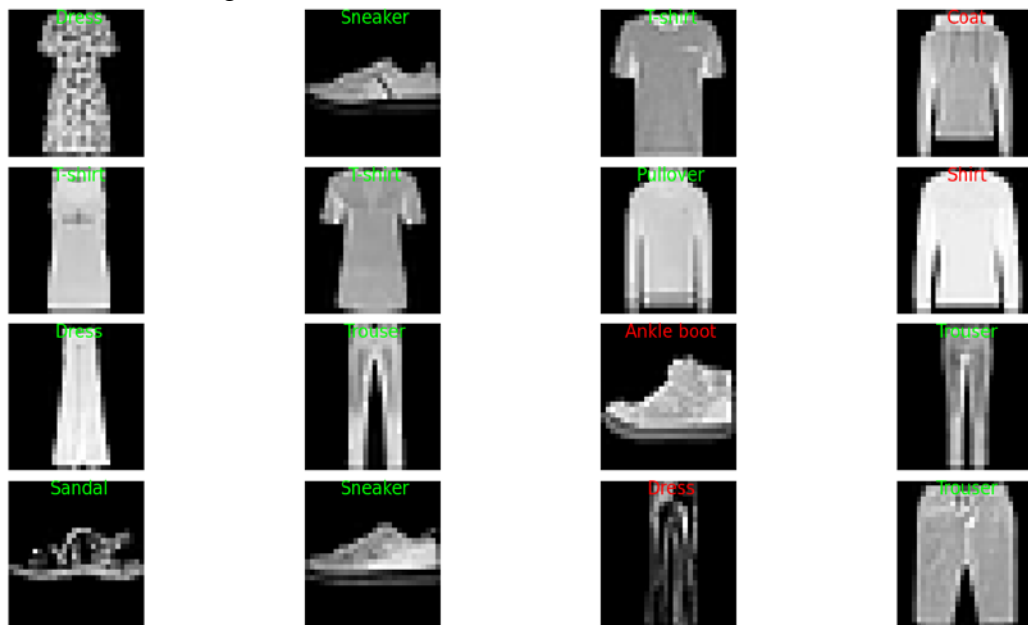 Dress Sneaker T-shirt Coat
T-shirt T-shirt Pullover Shirt
Dress Trouser Ankle boot Trouser
Sandal Sneaker Dress Trouser